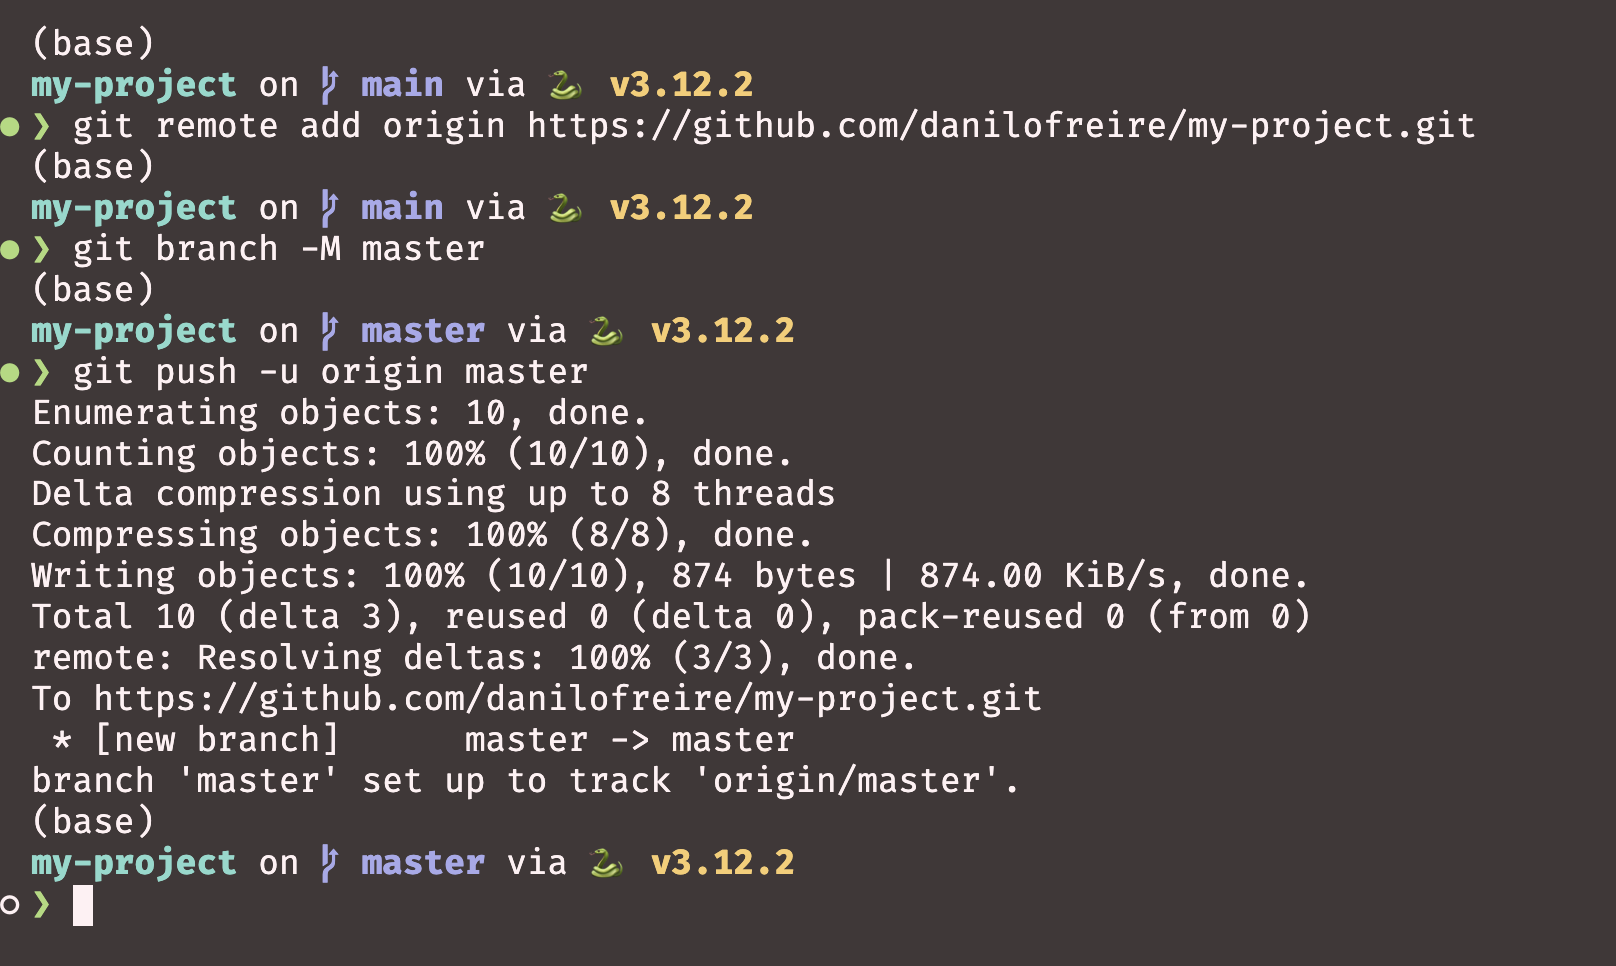 (base)
my-project on main via 🐍 v3.12.2
❯ git remote add origin https://github.com/danilofreire/my-project.git
(base)
my-project on main via 🐍 v3.12.2
❯ git branch -M master
(base)
my-project on master via 🐍 v3.12.2
❯ git push -u origin master
Enumerating objects: 10, done.
Counting objects: 100% (10/10), done.
Delta compression using up to 8 threads
Compressing objects: 100% (8/8), done.
Writing objects: 100% (10/10), 874 bytes | 874.00 KiB/s, done.
Total 10 (delta 3), reused 0 (delta 0), pack-reused 0 (from 0)
remote: Resolving deltas: 100% (3/3), done.
To https://github.com/danilofreire/my-project.git
 * [new branch]      master -> master
branch 'master' set up to track 'origin/master'.
(base)
my-project on master via 🐍 v3.12.2
❯